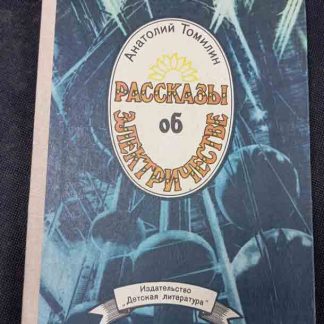 Анатолий Томилин
РАССКАЗЫ
об
ЭЛЕКТРИЧЕСТВЕ
Издательство
„Детская литература"